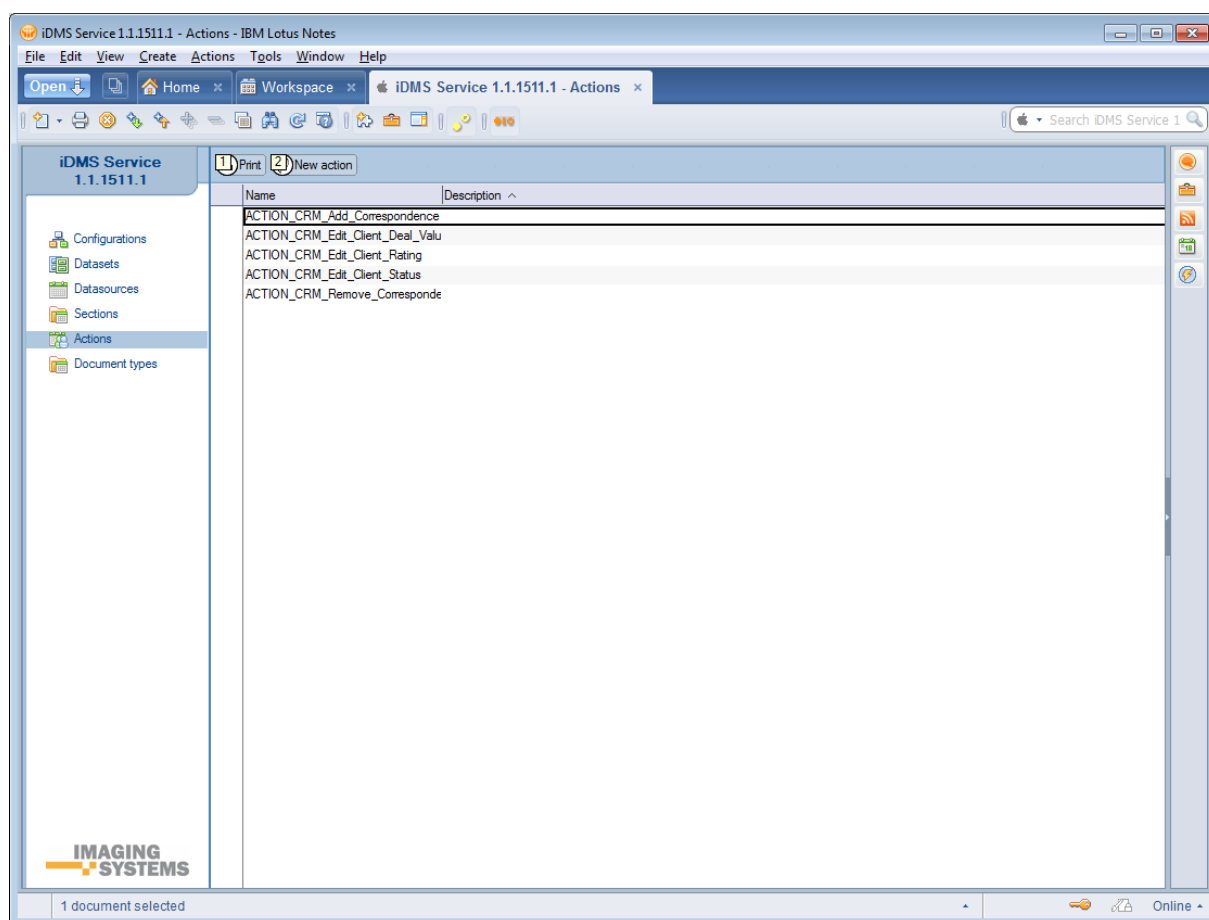 iDMS Service 1.1.1511.1 - Actions - IBM Lotus Notes
File Edit View Create Actions Tools Window Help
Open Home Workspace iDMS Service 1.1.1511.1 - Actions
Search iDMS Service 1
iDMS Service
1.1.1511.1
1 Print 2 New action
Name Description
ACTION_CRM_Add_Correspondence
ACTION_CRM_Edit_Client_Deal_Valu
ACTION_CRM_Edit_Client_Rating
ACTION_CRM_Edit_Client_Status
ACTION_CRM_Remove_Corresponde
Configurations
Datasets
Datasources
Sections
Actions
Document types
IMAGING
SYSTEMS
1 document selected
Online